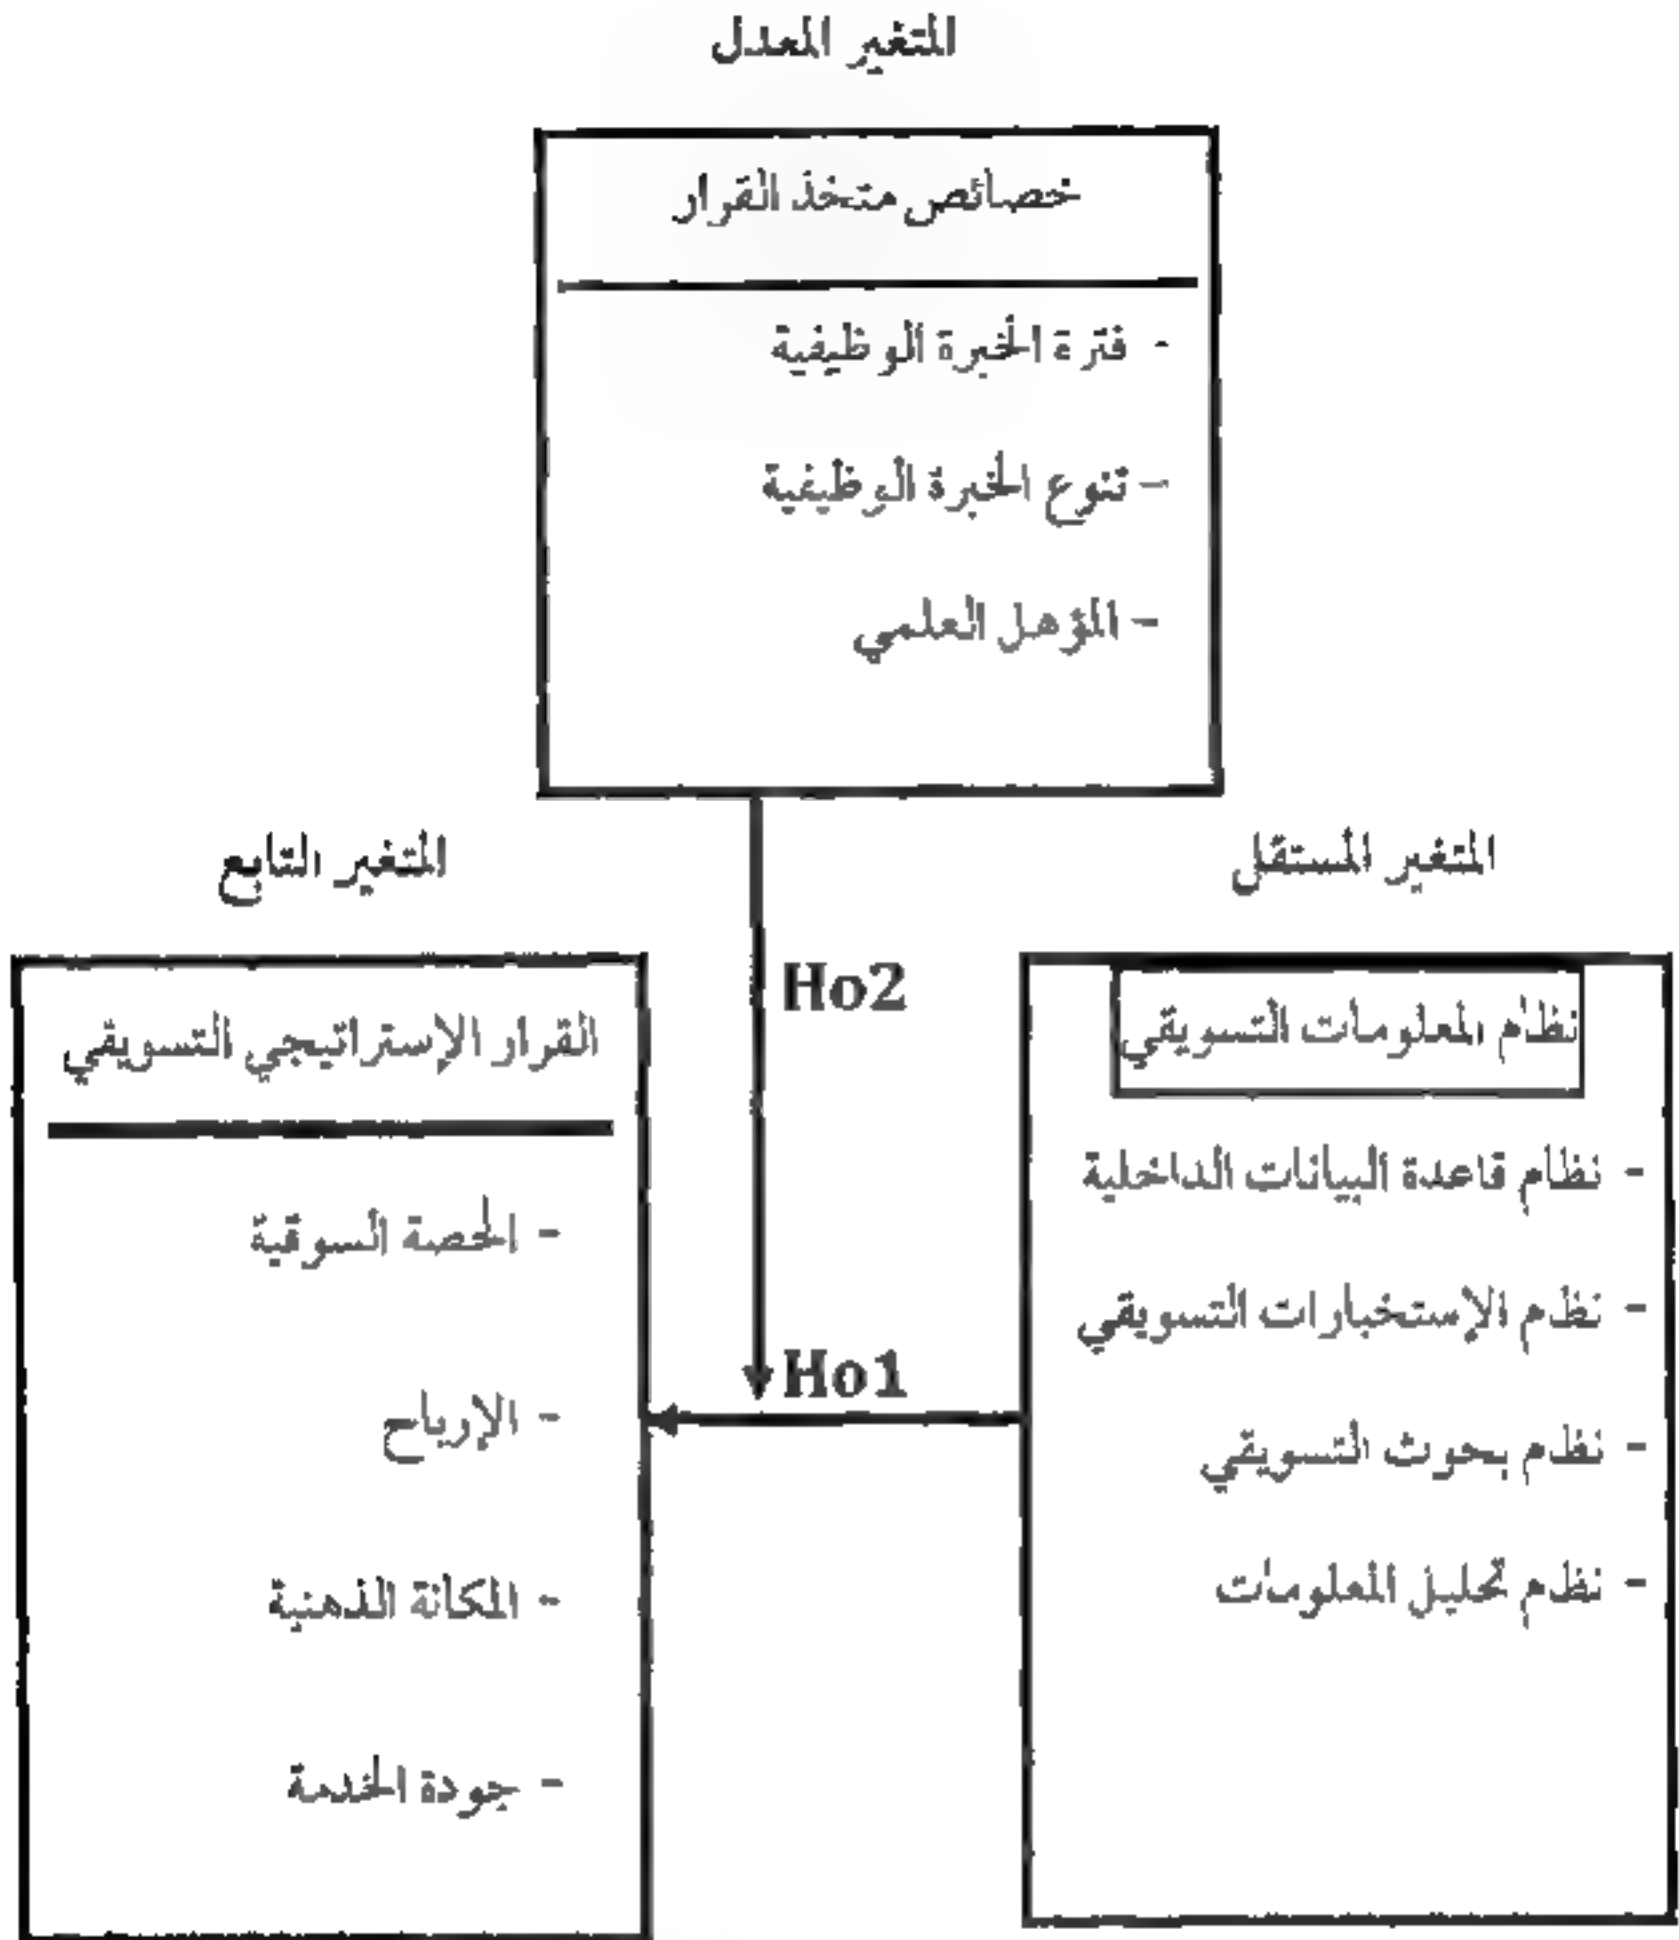 المتغير المعدل
خصائص متخذ القرار
- فترة الخبرة الوظيفية
- تنوع الخبرة الوظيفية
- المؤهل العلمي
المتغير المستقل
المتغير التابع
Ho2
نظام المعلومات التسويقي
- نظام قاعدة البيانات الداخلية
- نظام الإستخبارات التسويقي
- نظام بحوث التسويقي
- نظام تحليل المعلومات
Ho1
القرار الإستراتيجي التسويقي
- الحصة السوقية
- الإرباح
- المكانة الذهنية
- جودة الخدمة